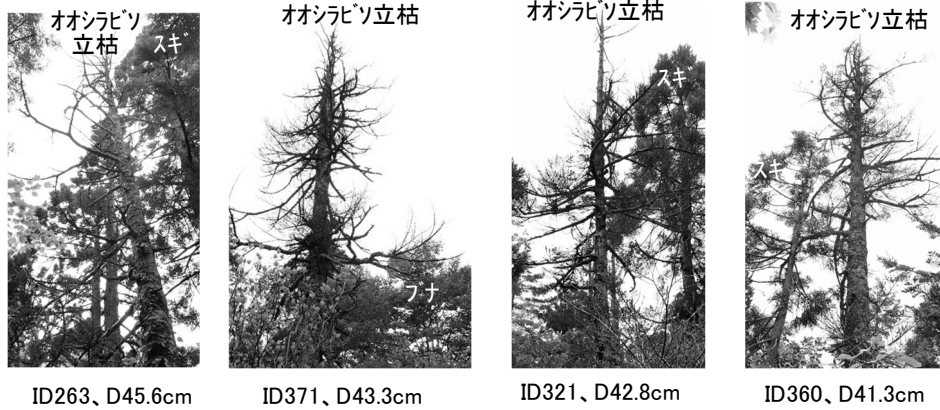 オオシラビソ
立枯
スギ
オオシラビソ立枯
ブナ
オオシラビソ立枯
スギ
オオシラビソ立枯
スギ
ID263、D45.6cm
ID371、D43.3cm
ID321、D42.8cm
ID360、D41.3cm